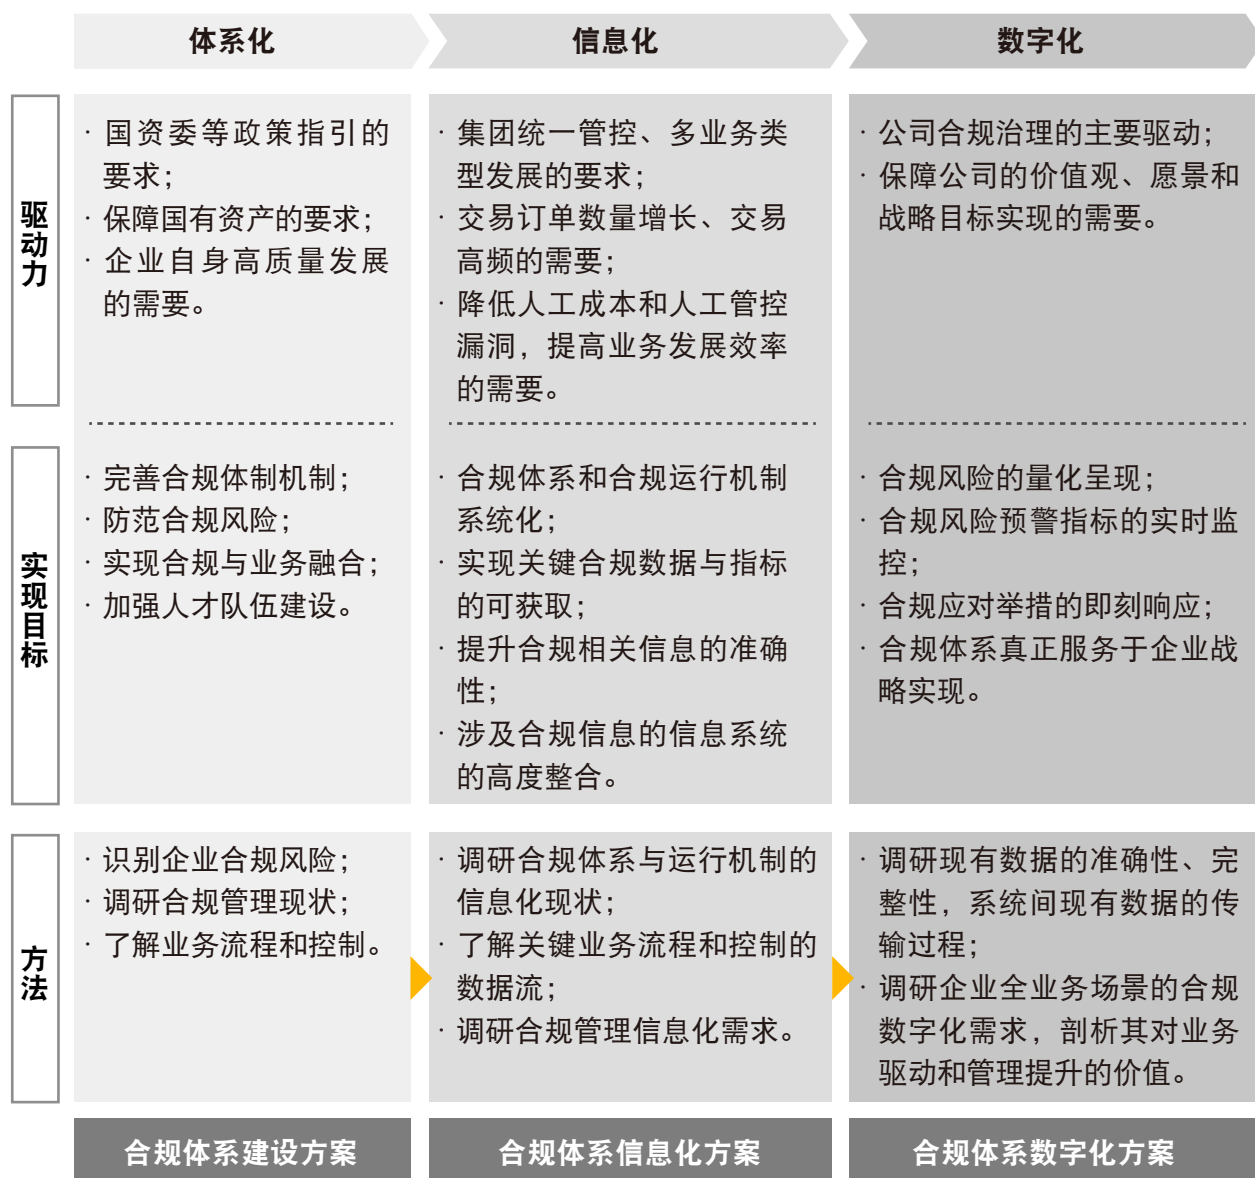 体系化
信息化
数字化
驱动力
· 国资委等政策指引的
要求；
· 保障国有资产的要求；
· 企业自身高质量发展
的需要。
· 集团统一管控、多业务类
型发展的要求；
· 交易订单数量增长、交易
高频的需要；
· 降低人工成本和人工管控
漏洞，提高业务发展效率
的需要。
· 公司合规治理的主要驱动；
· 保障公司的价值观、愿景和
战略目标实现的需要。
实现目标
· 完善合规体制机制；
· 防范合规风险；
· 实现合规与业务融合；
· 加强人才队伍建设。
· 合规体系和合规运行机制
系统化；
· 实现关键合规数据与指标
的可获取；
· 提升合规相关信息的准确
性；
· 涉及合规信息的信息系统
的高度整合。
· 合规风险的量化呈现；
· 合规风险预警指标的实时监
控；
· 合规应对举措的即刻响应；
· 合规体系真正服务于企业战
略实现。
方法
· 识别企业合规风险；
· 调研合规管理现状；
· 了解业务流程和控制。
· 调研合规体系与运行机制的
信息化现状；
· 了解关键业务流程和控制的
数据流；
· 调研合规管理信息化需求。
· 调研现有数据的准确性、完
整性，系统间现有数据的传
输过程；
· 调研企业全业务场景的合规
数字化需求，剖析其对业务
驱动和管理提升的价值。
合规体系建设方案
合规体系信息化方案
合规体系数字化方案